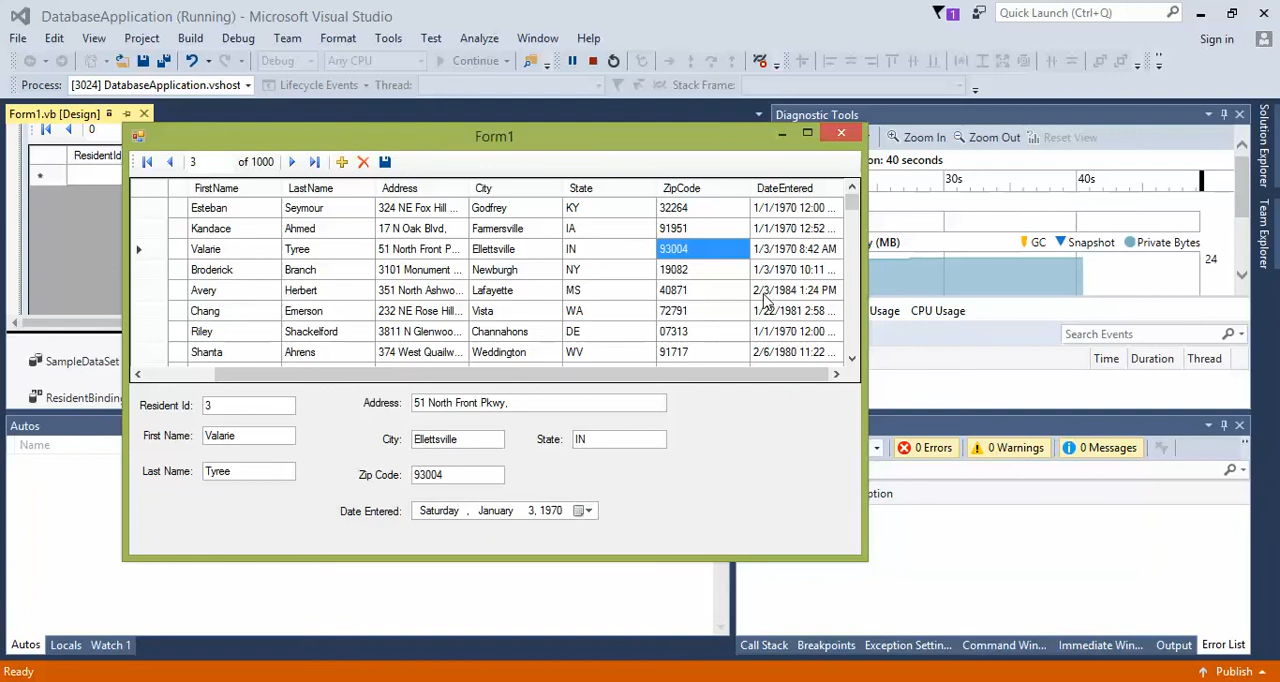 DatabaseApplication (Running) - Microsoft Visual Studio
1
Quick Launch (Ctrl+Q)
File Edit View Project Build Debug Team Format Tools Test Analyze Window Help
Sign in
Debug Any CPU Continue
Process: [3024] DatabaseApplication.vshost Lifecycle Events Thread: Stack Frame:
Form1.vb [Design]
Diagnostic Tools
0
ResidentId
*
SampleDataSet
Zoom In Zoom Out Reset View
40 seconds
30s 40s
(MB) GC Snapshot Private Bytes
24
Usage CPU Usage
Search Events
Time Duration Thread
Form1
3 of 1000
FirstName LastName Address City State ZipCode DateEntered
Esteban Seymour 324 NE Fox Hill ... Godfrey KY 32264 1/1/1970 12:00 ...
Kandace Ahmed 17 N Oak Blvd, Farmersville IA 91951 1/1/1970 12:52 ...
Valarie Tyree 51 North Front P... Ellettsville IN 93004 1/3/1970 8:42 AM
Broderick Branch 3101 Monument ... Newburgh NY 19082 1/3/1970 10:11 ...
Avery Herbert 351 North Ashwo... Lafayette MS 40871 2/3/1984 1:24 PM
Chang Emerson 232 NE Rose Hill ... Vista WA 72791 1/22/1981 2:58 ...
Riley Shackelford 3811 N Glenwoo... Channahons DE 07313 1/1/1970 12:00 ...
Shanta Ahrens 374 West Quailw... Weddington WV 91717 2/6/1980 11:22 ...
Resident Id: 3
First Name: Valarie
Last Name: Tyree
Address: 51 North Front Pkwy,
City: Ellettsville State: IN
Zip Code: 93004
Date Entered: Saturday , January 3, 1970
Autos
Name
0 Errors 0 Warnings 0 Messages
Autos Locals Watch 1
Call Stack Breakpoints Exception Settin... Command Win... Immediate Win... Output Error List
Ready
Publish
Solution Explorer
Team Explorer